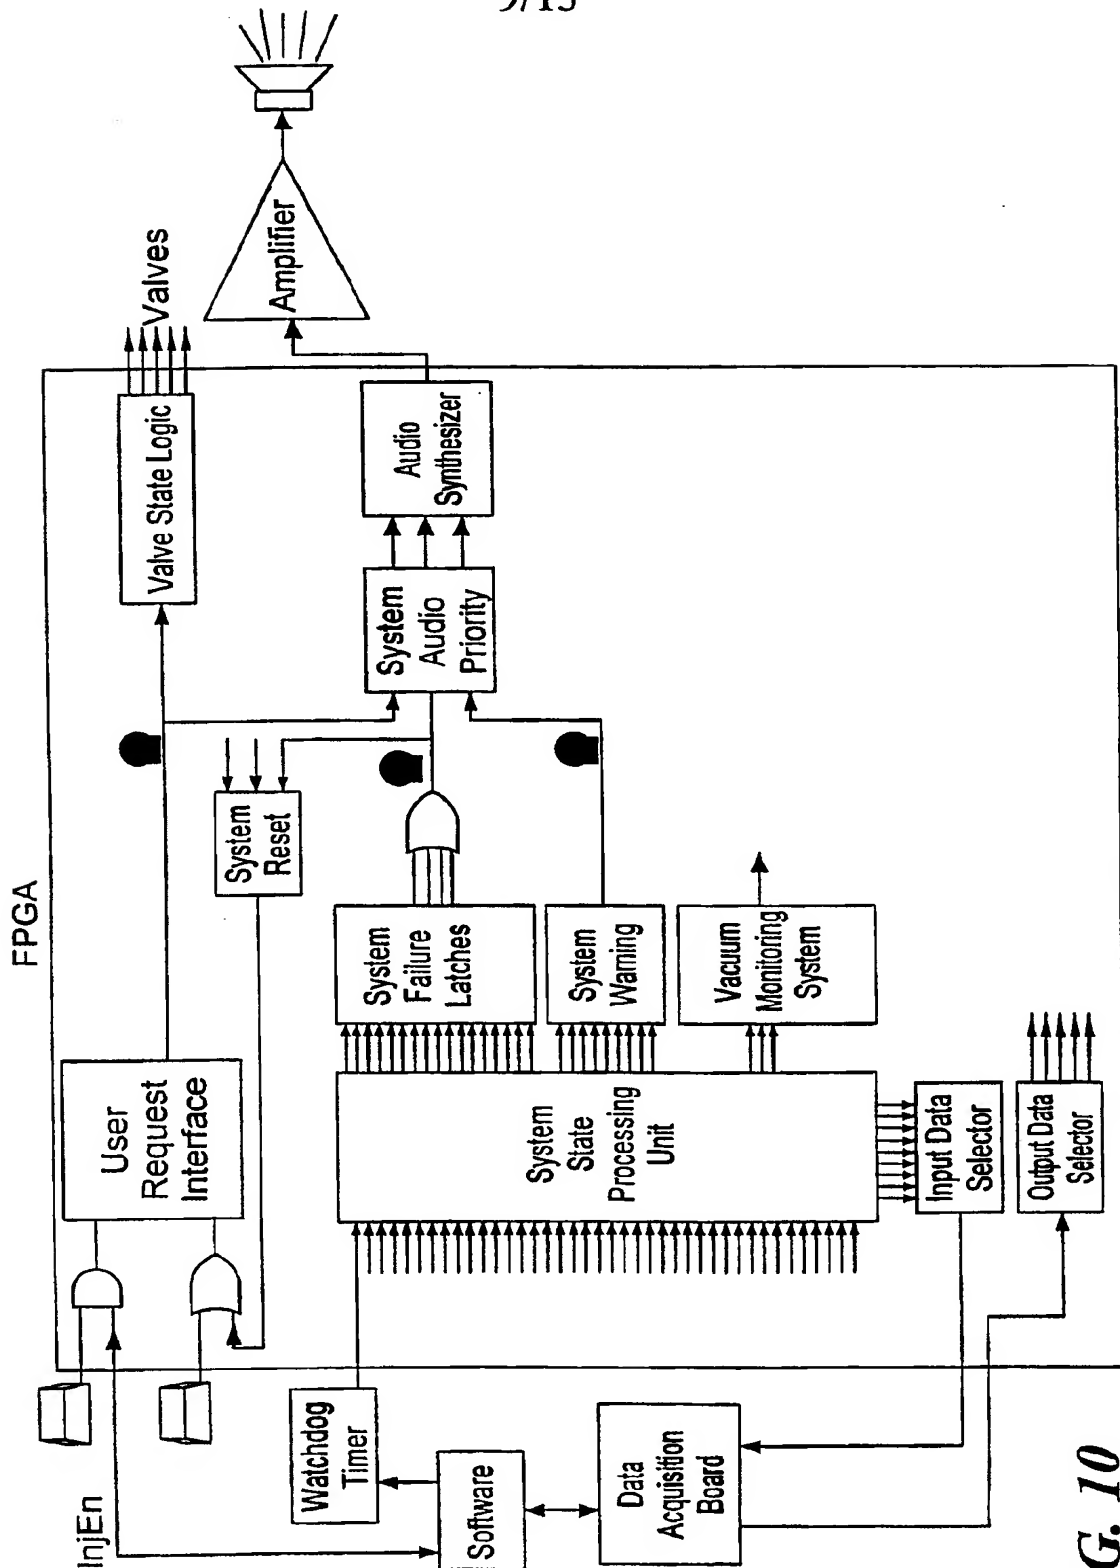 9/15
FPGA
Valves
Valve State Logic
Amplifier
Audio
Synthesizer
System
Audio
Priority
System
Reset
User
Request
Interface
System
Failure
Latches
System
Warning
Vacuum
Monitoring
System
System
State
Processing
Unit
Input Data
Selector
Output Data
Selector
InjEn
Watchdog
Timer
Software
Data
Acquisition
Board
G. 10